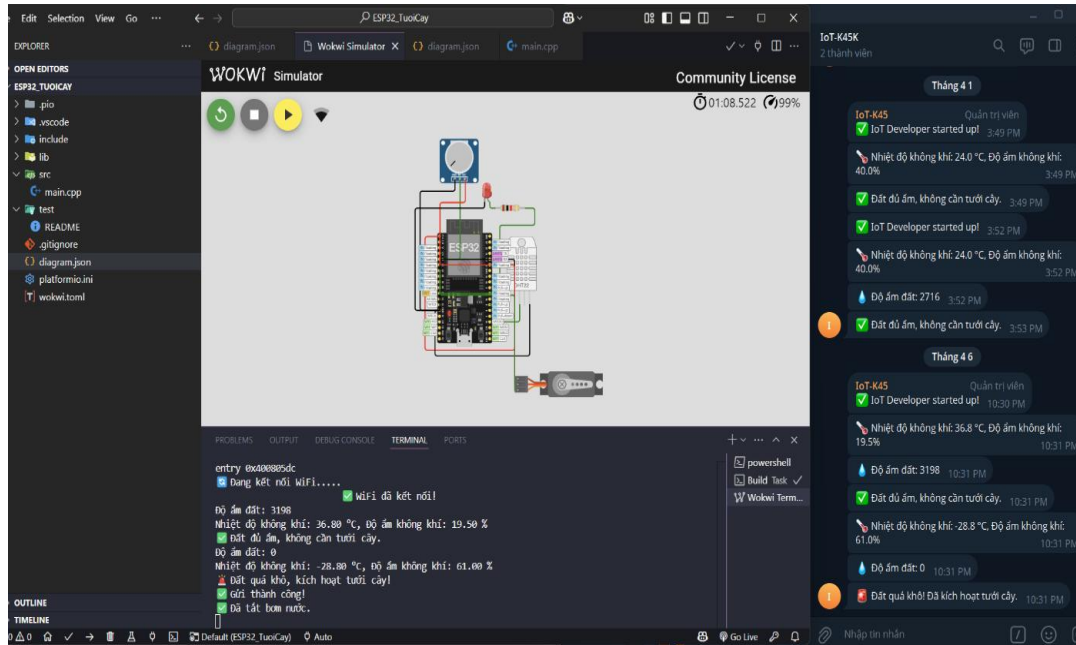 Edit Selection View Go ··· ESP32_TuoiCay
EXPLORER
OPEN EDITORS
ESP32_TUOICAY
.pio
.vscode
include
lib
src
main.cpp
test
README
.gitignore
diagram.json
platformio.ini
wokwi.toml
OUTLINE
TIMELINE
diagram.json Wokwi Simulator diagram.json main.cpp
WOKWI Simulator Community License
01:08.522 99%
ESP32
PROBLEMS OUTPUT DEBUG CONSOLE TERMINAL PORTS
powershell
Build Task
Wokwi Term...
entry 0x400805dc
Đang kết nối WiFi.....
WiFi đã kết nối!
Độ ẩm đất: 3198
Nhiệt độ không khí: 36.80 °C, Độ ẩm không khí: 19.50 %
Đất đủ ẩm, không cần tưới cây.
Độ ẩm đất: 0
Nhiệt độ không khí: -28.80 °C, Độ ẩm không khí: 61.00 %
Đất quá khô, kích hoạt tưới cây!
Gửi thành công!
Đã tắt bơm nước.
0 0 Default (ESP32_TuoiCay) Auto Go Live
IoT-K45K
2 thành viên
Tháng 4 1
IoT-K45 Quản trị viên
IoT Developer started up! 3:49 PM
Nhiệt độ không khí: 24.0 °C, Độ ẩm không khí:
40.0% 3:49 PM
Đất đủ ẩm, không cần tưới cây. 3:49 PM
IoT Developer started up! 3:52 PM
Nhiệt độ không khí: 24.0 °C, Độ ẩm không khí:
40.0% 3:52 PM
Độ ẩm đất: 2716 3:52 PM
I Đất đủ ẩm, không cần tưới cây. 3:53 PM
Tháng 4 6
IoT-K45 Quản trị viên
IoT Developer started up! 10:30 PM
Nhiệt độ không khí: 36.8 °C, Độ ẩm không khí:
19.5% 10:31 PM
Độ ẩm đất: 3198 10:31 PM
Đất đủ ẩm, không cần tưới cây. 10:31 PM
Nhiệt độ không khí: -28.8 °C, Độ ẩm không khí:
61.0% 10:31 PM
Độ ẩm đất: 0 10:31 PM
I Đất quá khô! Đã kích hoạt tưới cây. 10:31 PM
Nhập tin nhắn